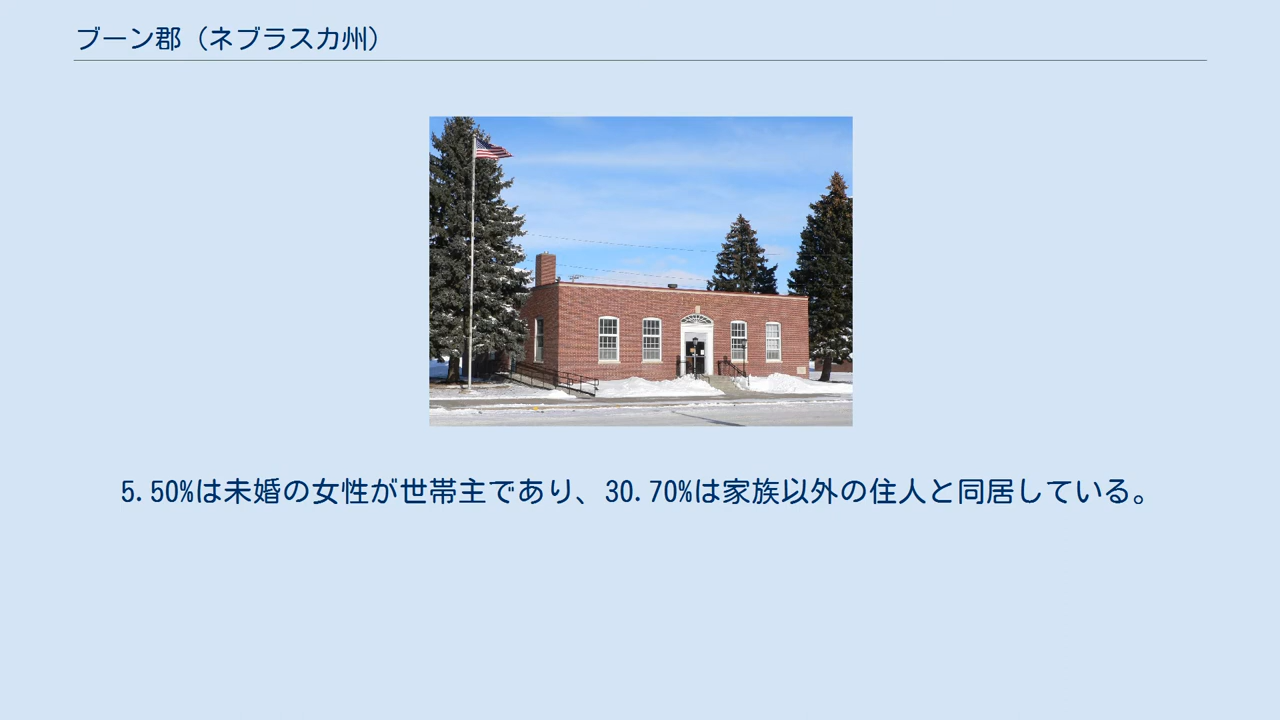 ブーン郡（ネブラスカ州）
5.50%は未婚の女性が世帯主であり、30.70%は家族以外の住人と同居している。